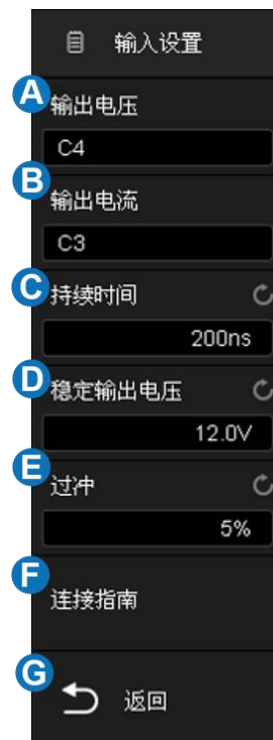 输入设置
A
输出电压
C4
B
输出电流
C3
C
持续时间
200ns
D
稳定输出电压
12.0V
E
过冲
5%
F
连接指南
G
返回